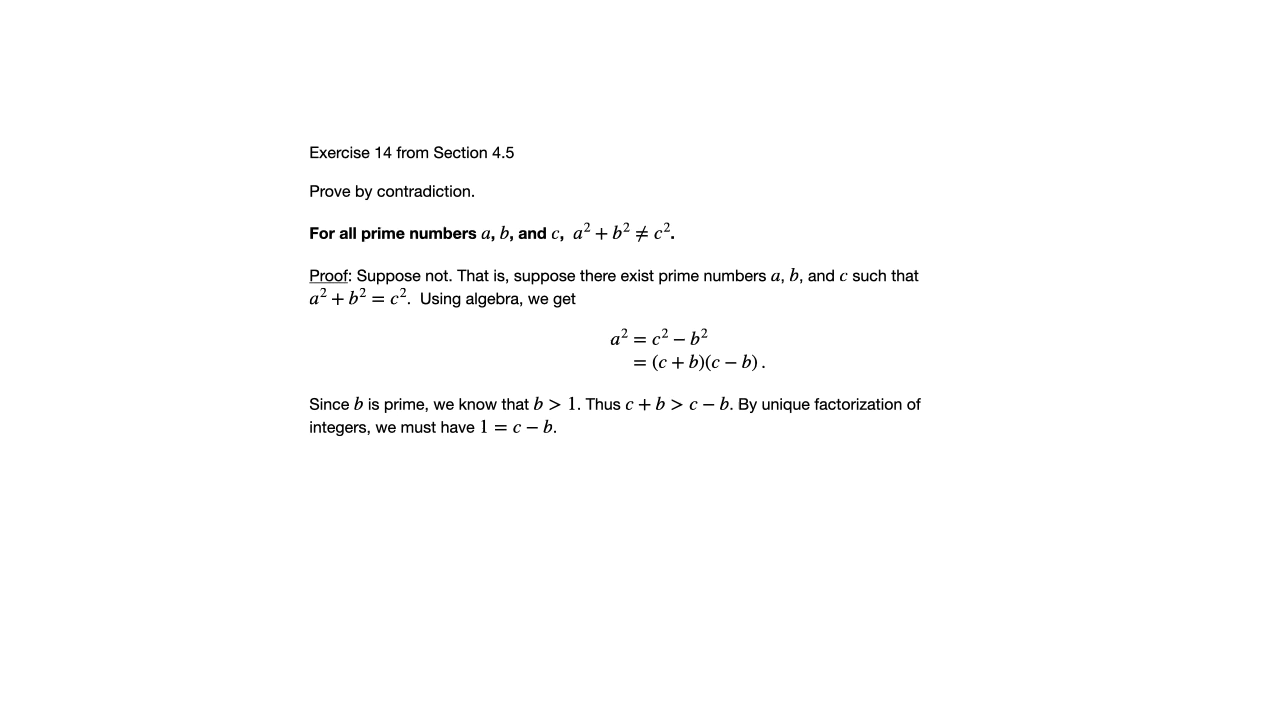 Exercise 14 from Section 4.5
Prove by contradiction.
For all prime numbers a, b, and c, a² + b² ≠ c².
Proof: Suppose not. That is, suppose there exist prime numbers a, b, and c such that
a² + b² = c². Using algebra, we get
a² = c² − b²
= (c + b)(c − b) .
Since b is prime, we know that b > 1. Thus c + b > c − b. By unique factorization of
integers, we must have 1 = c − b.